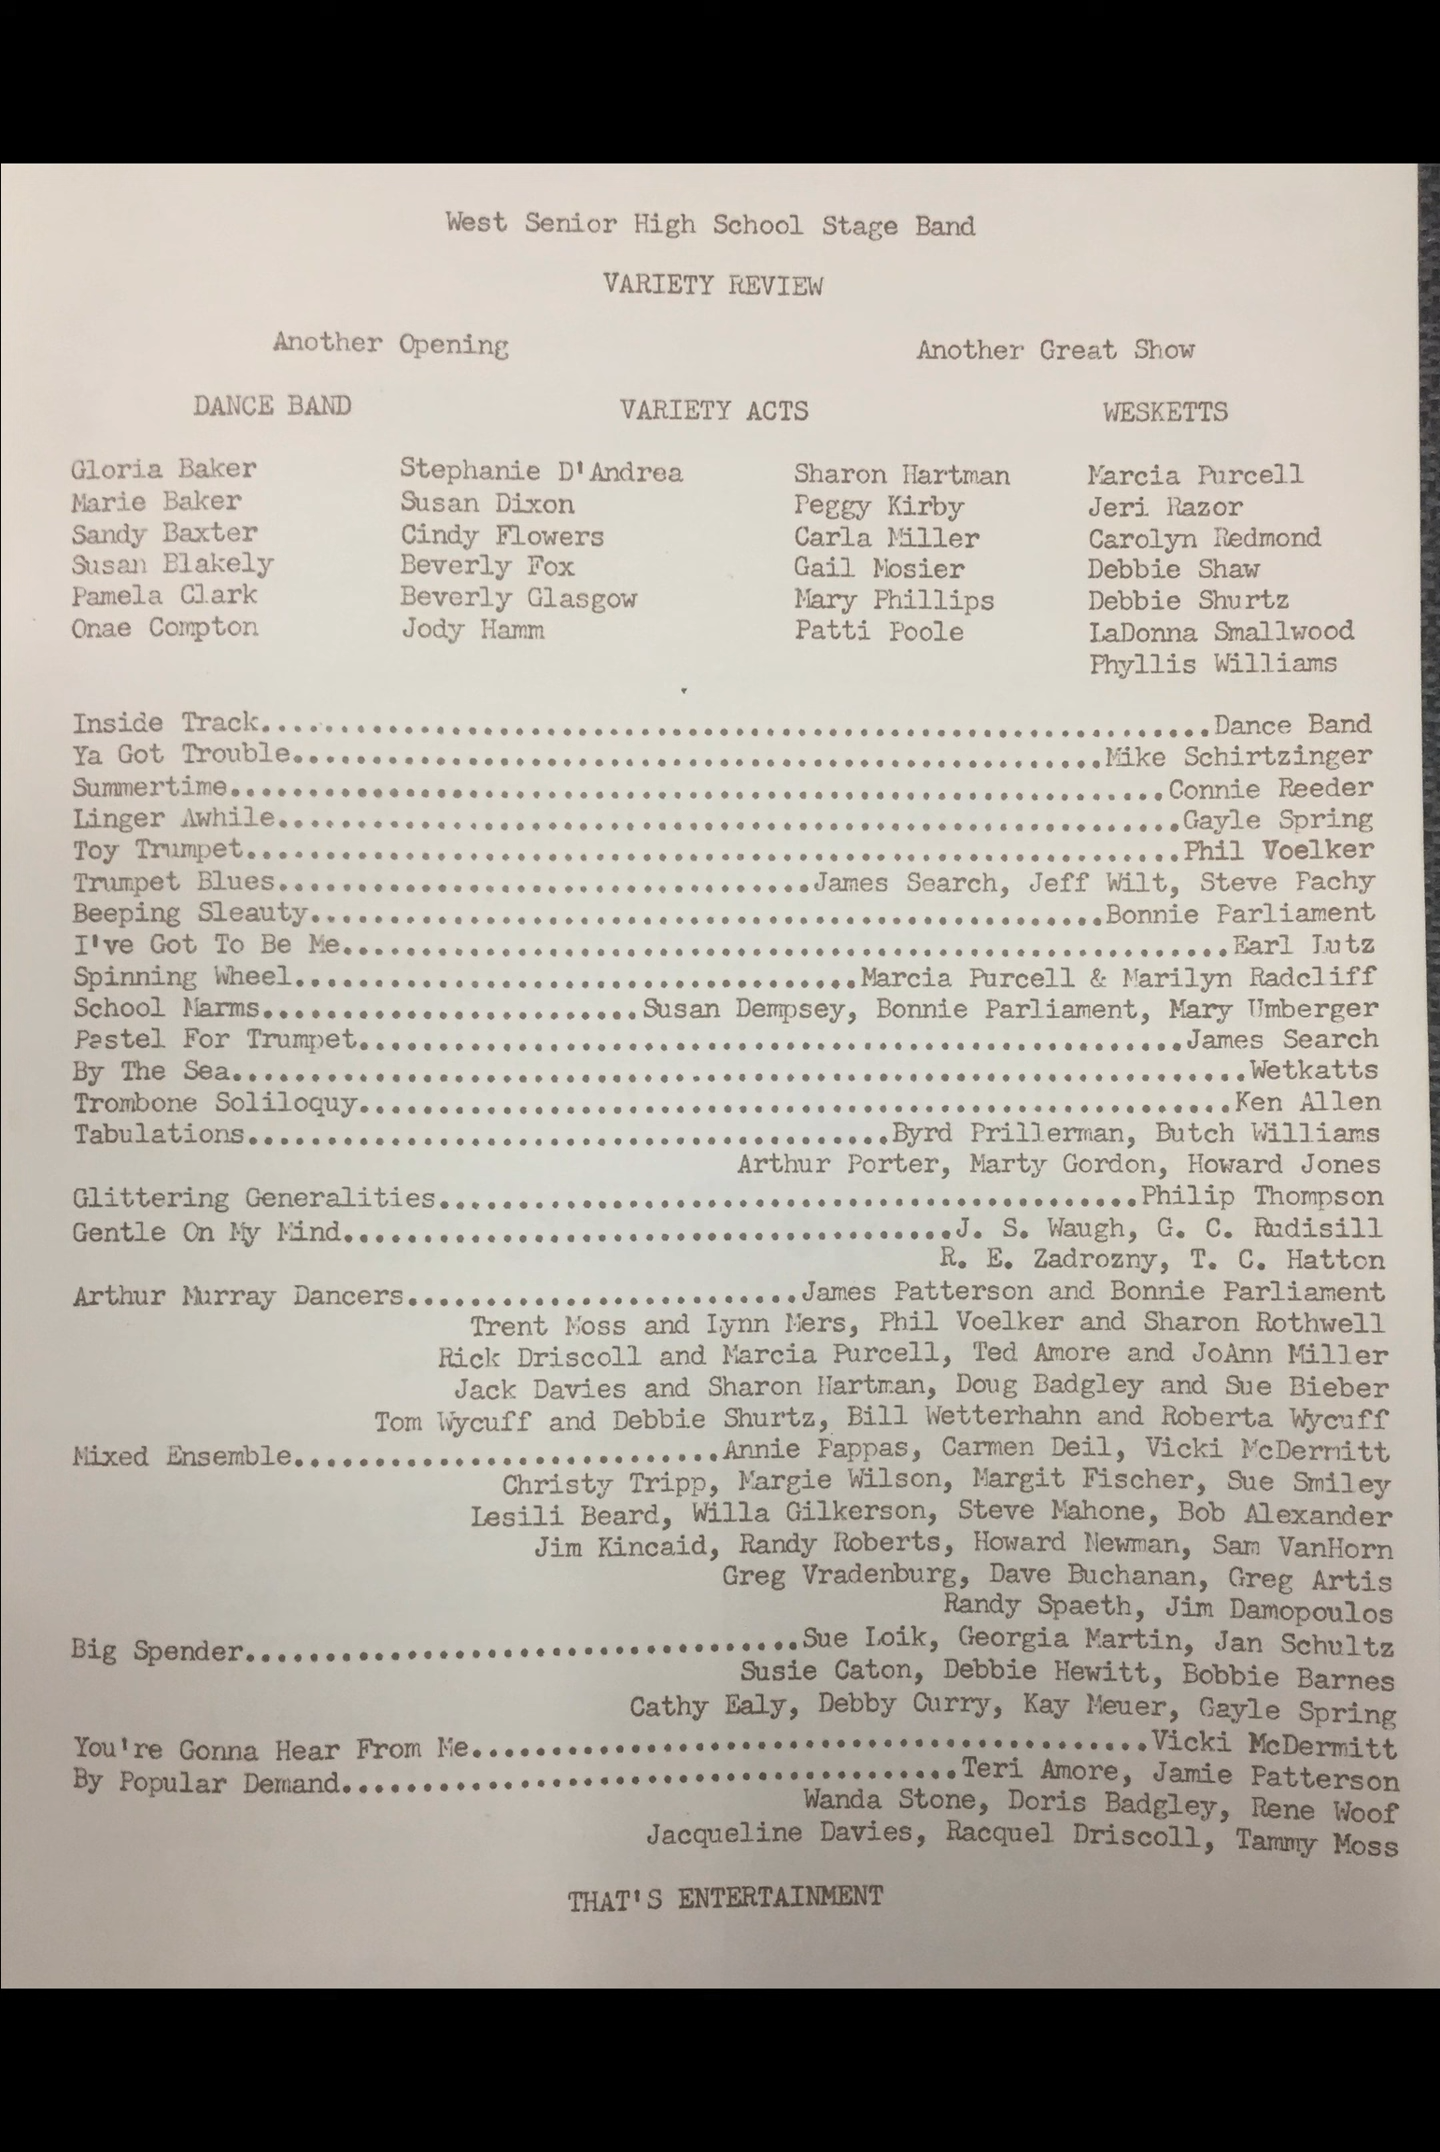 West Senior High School Stage Band
VARIETY REVIEW
Another Opening Another Great Show
DANCE BAND VARIETY ACTS WESKETTS
Gloria Baker Stephanie D'Andrea Sharon Hartman Marcia Purcell
Marie Baker Susan Dixon Peggy Kirby Jeri Razor
Sandy Baxter Cindy Flowers Carla Miller Carolyn Redmond
Susan Blakely Beverly Fox Gail Mosier Debbie Shaw
Pamela Clark Beverly Glasgow Mary Phillips Debbie Shurtz
Onae Compton Jody Hamm Patti Poole LaDonna Smallwood
Phyllis Williams
Inside Track............................................................Dance Band
Ya Got Trouble...................................................Mike Schirtzinger
Summertime...........................................................Connie Reeder
Linger Awhile.........................................................Gayle Spring
Toy Trumpet...........................................................Phil Voelker
Trumpet Blues..................................James Search, Jeff Wilt, Steve Pachy
Beeping Sleauty..................................................Bonnie Parliament
I've Got To Be Me........................................................Earl Lutz
Spinning Wheel...................................Marcia Purcell & Marilyn Radcliff
School Marms........................Susan Dempsey, Bonnie Parliament, Mary Umberger
Pastel For Trumpet....................................................James Search
By The Sea................................................................Wetkatts
Trombone Soliloquy.......................................................Ken Allen
Tabulations.........................................Byrd Prillerman, Butch Williams
Arthur Porter, Marty Gordon, Howard Jones
Glittering Generalities............................................Philip Thompson
Gentle On My Mind......................................J. S. Waugh, G. C. Rudisill
R. E. Zadrozny, T. C. Hatton
Arthur Murray Dancers.........................James Patterson and Bonnie Parliament
Trent Moss and Lynn Mers, Phil Voelker and Sharon Rothwell
Rick Driscoll and Marcia Purcell, Ted Amore and JoAnn Miller
Jack Davies and Sharon Hartman, Doug Badgley and Sue Bieber
Tom Wycuff and Debbie Shurtz, Bill Wetterhahn and Roberta Wycuff
Mixed Ensemble...........................Annie Pappas, Carmen Deil, Vicki McDermitt
Christy Tripp, Margie Wilson, Margit Fischer, Sue Smiley
Lesili Beard, Willa Gilkerson, Steve Mahone, Bob Alexander
Jim Kincaid, Randy Roberts, Howard Newman, Sam VanHorn
Greg Vradenburg, Dave Buchanan, Greg Artis
Randy Spaeth, Jim Damopoulos
Big Spender...................................Sue Loik, Georgia Martin, Jan Schultz
Susie Caton, Debbie Hewitt, Bobbie Barnes
Cathy Ealy, Debby Curry, Kay Meuer, Gayle Spring
You're Gonna Hear From Me...........................................Vicki McDermitt
By Popular Demand.......................................Teri Amore, Jamie Patterson
Wanda Stone, Doris Badgley, Rene Woof
Jacqueline Davies, Racquel Driscoll, Tammy Moss
THAT'S ENTERTAINMENT